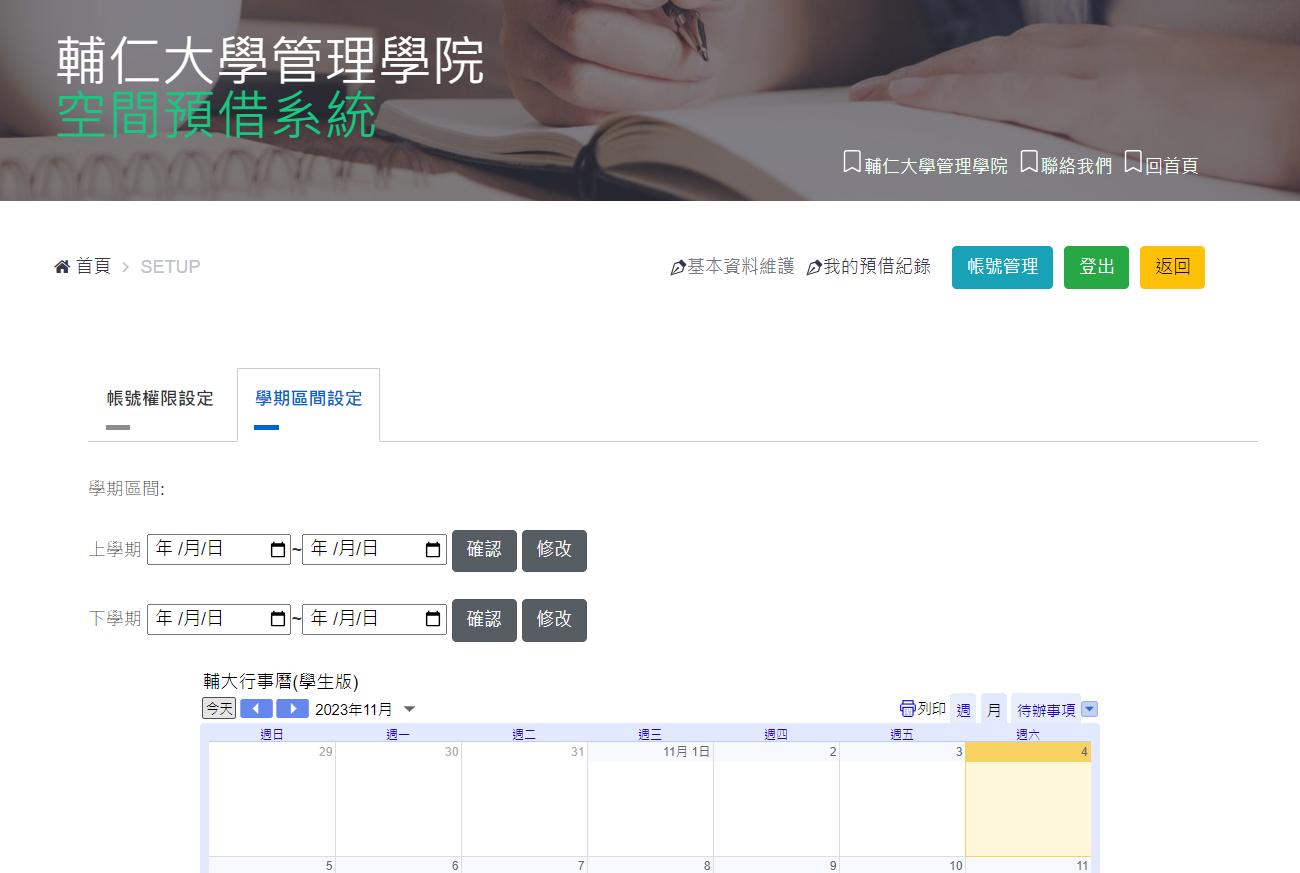 輔仁大學管理學院
空間預借系統
輔仁大學管理學院 聯絡我們 回首頁
首頁 > SETUP 基本資料維護 我的預借紀錄 帳號管理 登出 返回
帳號權限設定 學期區間設定
學期區間:
上學期 年 /月/日 ~ 年 /月/日 確認 修改
下學期 年 /月/日 ~ 年 /月/日 確認 修改
輔大行事曆(學生版)
今天 2023年11月 列印 週 月 待辦事項
週日 週一 週二 週三 週四 週五 週六
29 30 31 11月 1日 2 3 4
5 6 7 8 9 10 11